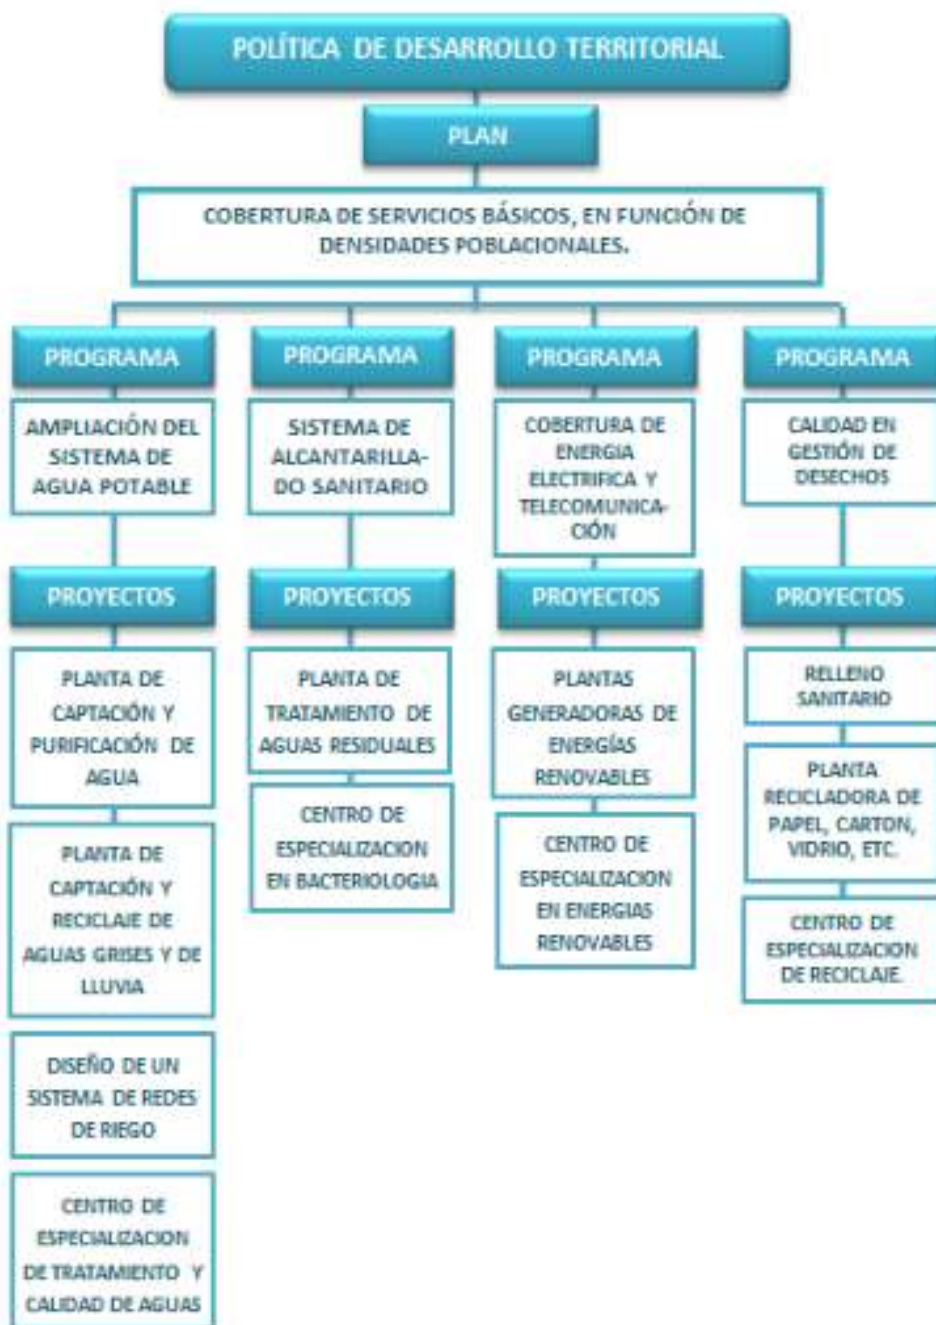 POLÍTICA DE DESARROLLO TERRITORIAL
PLAN
COBERTURA DE SERVICIOS BÁSICOS, EN FUNCIÓN DE
DENSIDADES POBLACIONALES.
PROGRAMA
AMPLIACIÓN DEL
SISTEMA DE
AGUA POTABLE
PROYECTOS
PLANTA DE
CAPTACIÓN Y
PURIFICACIÓN DE
AGUA
PLANTA DE
CAPTACIÓN Y
RECICLAJE DE
AGUAS GRISES Y DE
LLUVIA
DISEÑO DE UN
SISTEMA DE REDES
DE RIEGO
CENTRO DE
ESPECIALIZACION
DE TRATAMIENTO Y
CALIDAD DE AGUAS
PROGRAMA
SISTEMA DE
ALCANTARILLA-
DO SANITARIO
PROYECTOS
PLANTA DE
TRATAMIENTO DE
AGUAS RESIDUALES
CENTRO DE
ESPECIALIZACION
EN BACTERIOLOGIA
PROGRAMA
COBERTURA DE
ENERGIA
ELECTRIFICA Y
TELECOMUNICA-
CIÓN
PROYECTOS
PLANTAS
GENERADORAS DE
ENERGÍAS
RENOVABLES
CENTRO DE
ESPECIALIZACION
EN ENERGIAS
RENOVABLES
PROGRAMA
CALIDAD EN
GESTIÓN DE
DESECHOS
PROYECTOS
RELLENO
SANITARIO
PLANTA
RECICLADORA DE
PAPEL, CARTON,
VIDRIO, ETC.
CENTRO DE
ESPECIALIZACION
DE RECICLAJE.